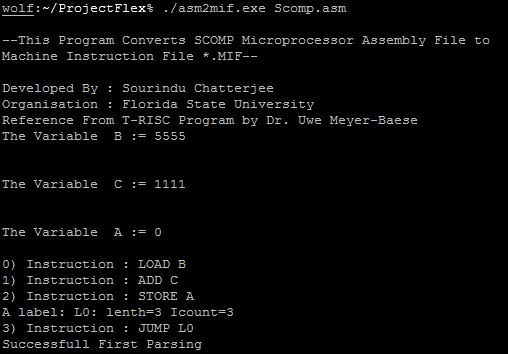 wolf:~/ProjectFlex% ./asm2mif.exe Scomp.asm
--This Program Converts SCOMP Microprocessor Assembly File to
Machine Instruction File *.MIF--
Developed By : Sourindu Chatterjee
Organisation : Florida State University
Reference From T-RISC Program by Dr. Uwe Meyer-Baese
The Variable  B := 5555
The Variable  C := 1111
The Variable  A := 0
0) Instruction : LOAD B
1) Instruction : ADD C
2) Instruction : STORE A
A label: L0: lenth=3 Icount=3
3) Instruction : JUMP L0
Successfull First Parsing